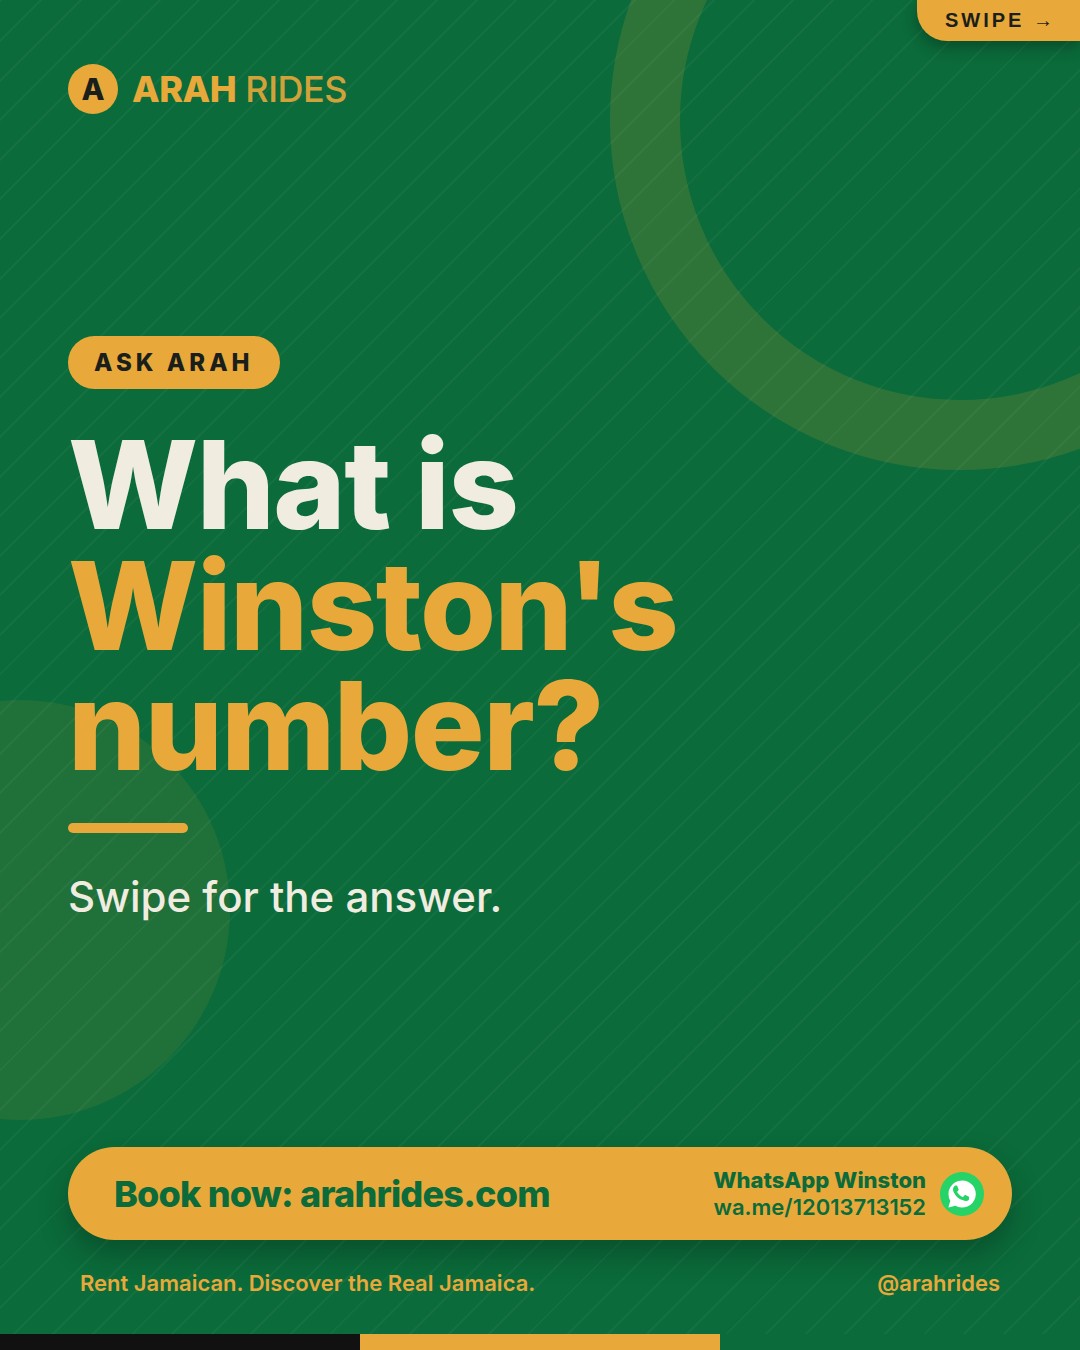 SWIPE →
A ARAH RIDES
ASK ARAH
What is
Winston's
number?
Swipe for the answer.
Book now: arahrides.com
WhatsApp Winston
wa.me/12013713152
Rent Jamaican. Discover the Real Jamaica.
@arahrides